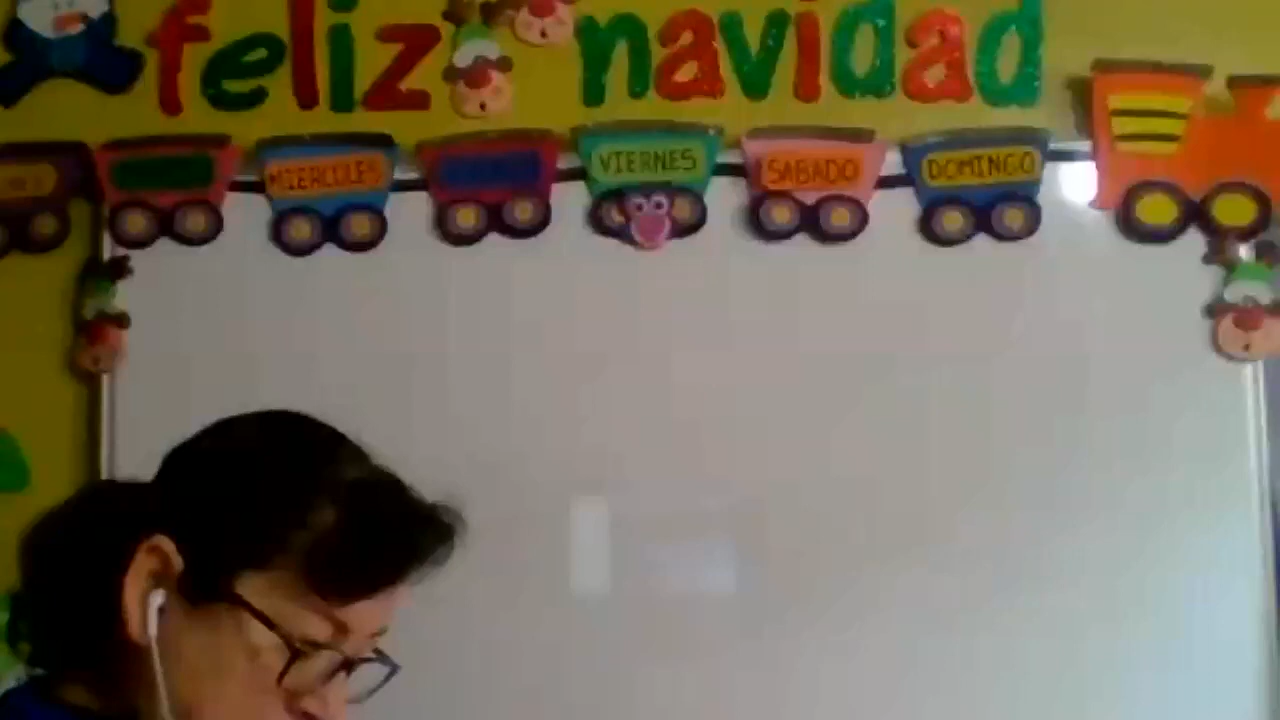 feliz navidad
MIERCOLES
VIERNES
SABADO
DOMINGO